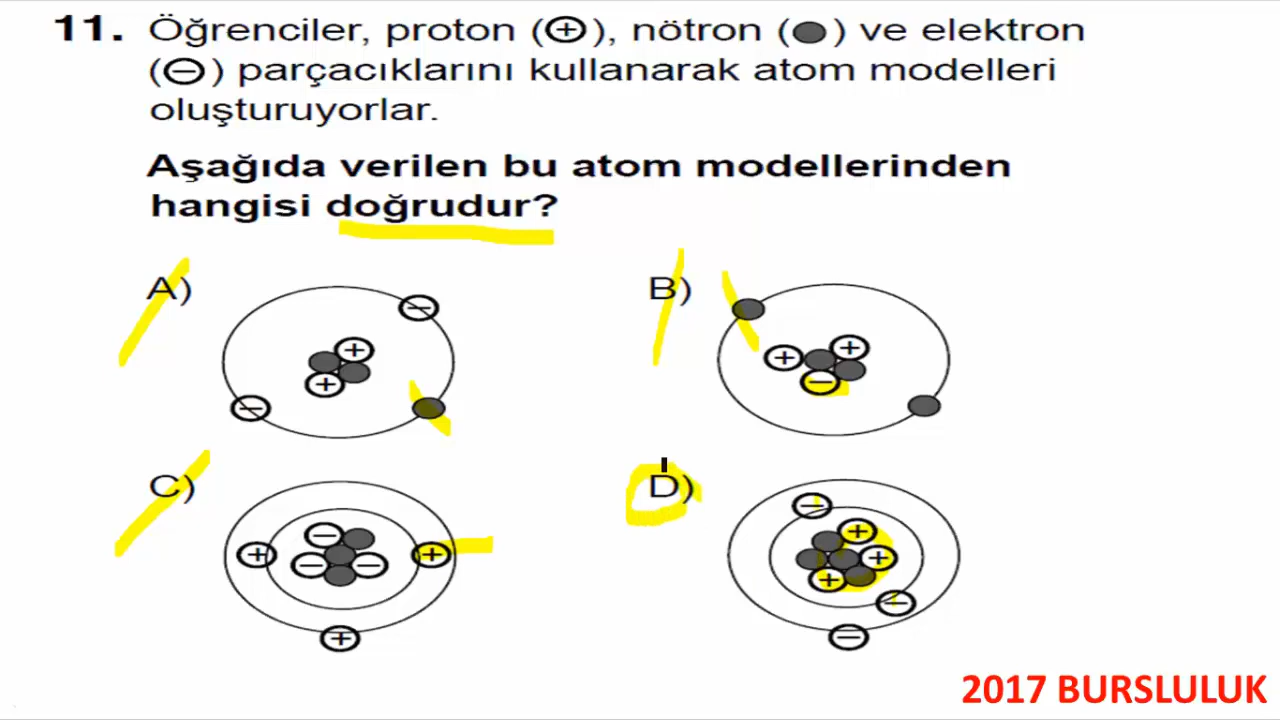 11. Öğrenciler, proton (+), nötron ( ) ve elektron
(−) parçacıklarını kullanarak atom modelleri
oluşturuyorlar.
Aşağıda verilen bu atom modellerinden
hangisi doğrudur?
A)
B)
C)
D)
2017 BURSLULUK